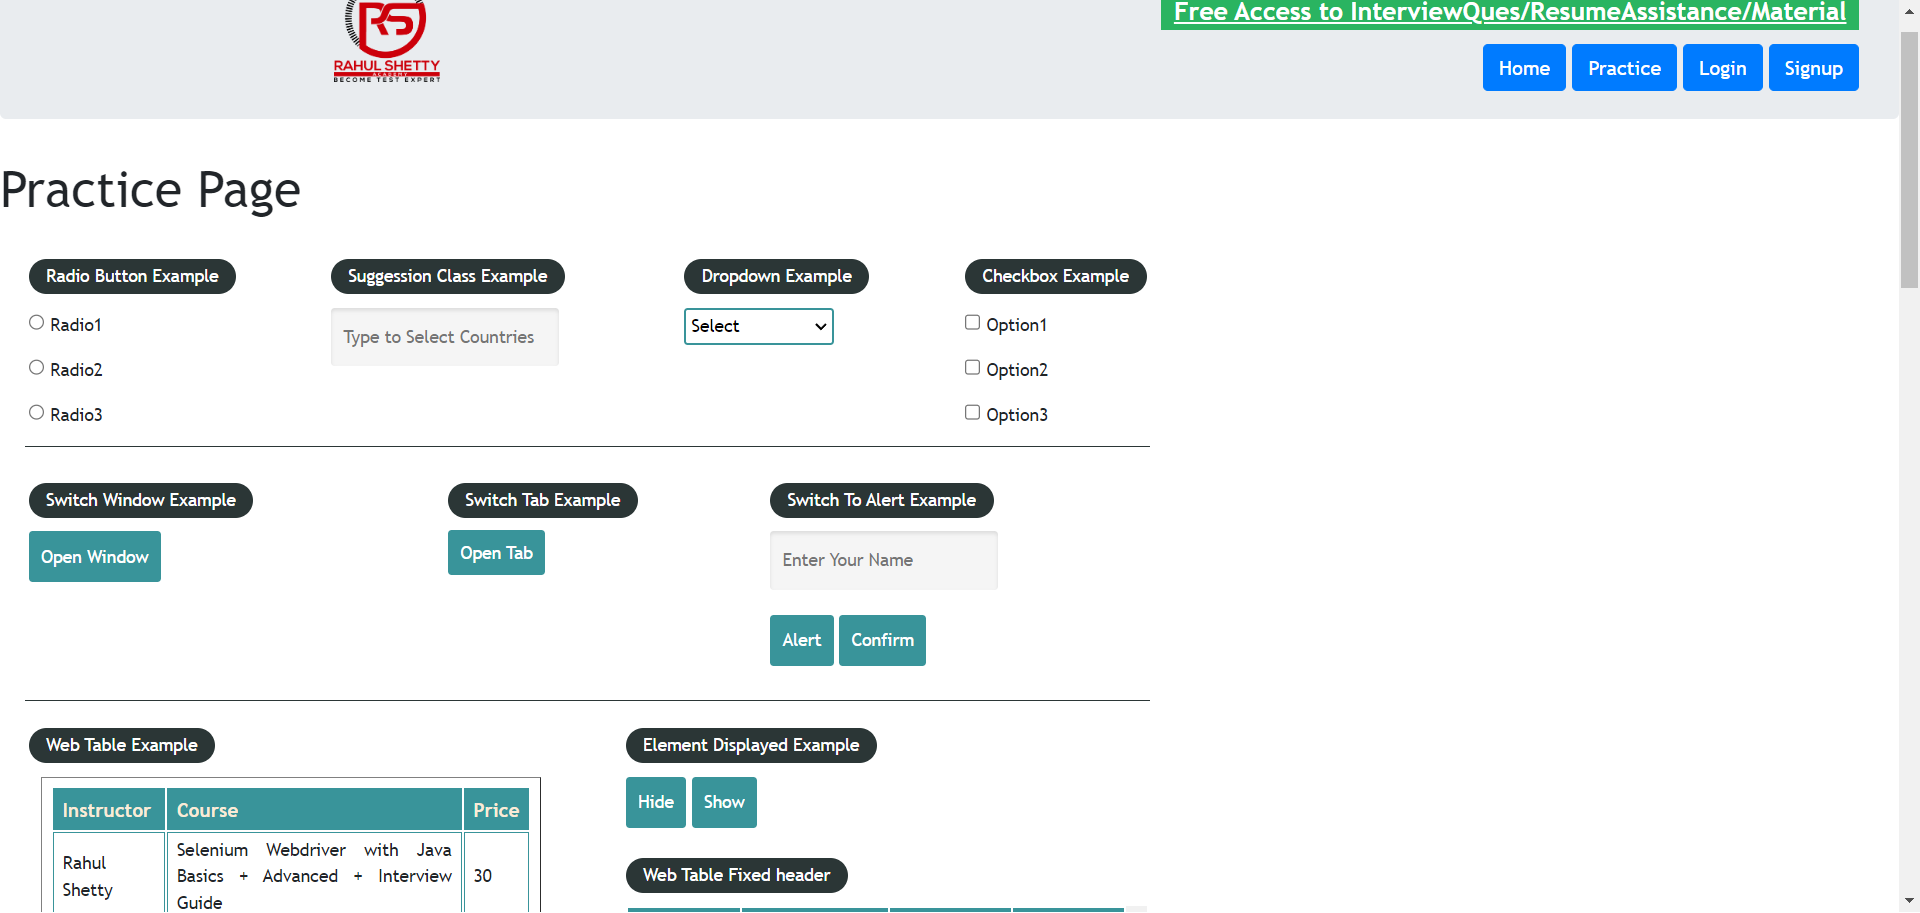 Free Access to InterviewQues/ResumeAssistance/Material
RS
RAHUL SHETTY
ACADEMY
BECOME TEST EXPERT
Home Practice Login Signup
Practice Page
Radio Button Example Suggession Class Example Dropdown Example Checkbox Example
Radio1 Type to Select Countries Select Option1
Radio2 Option2
Radio3 Option3
Switch Window Example Switch Tab Example Switch To Alert Example
Open Window Open Tab Enter Your Name
Alert Confirm
Web Table Example Element Displayed Example
Hide Show
Instructor Course Price
Rahul Shetty
Selenium Webdriver with Java
Basics + Advanced + Interview
Guide
30
Web Table Fixed header